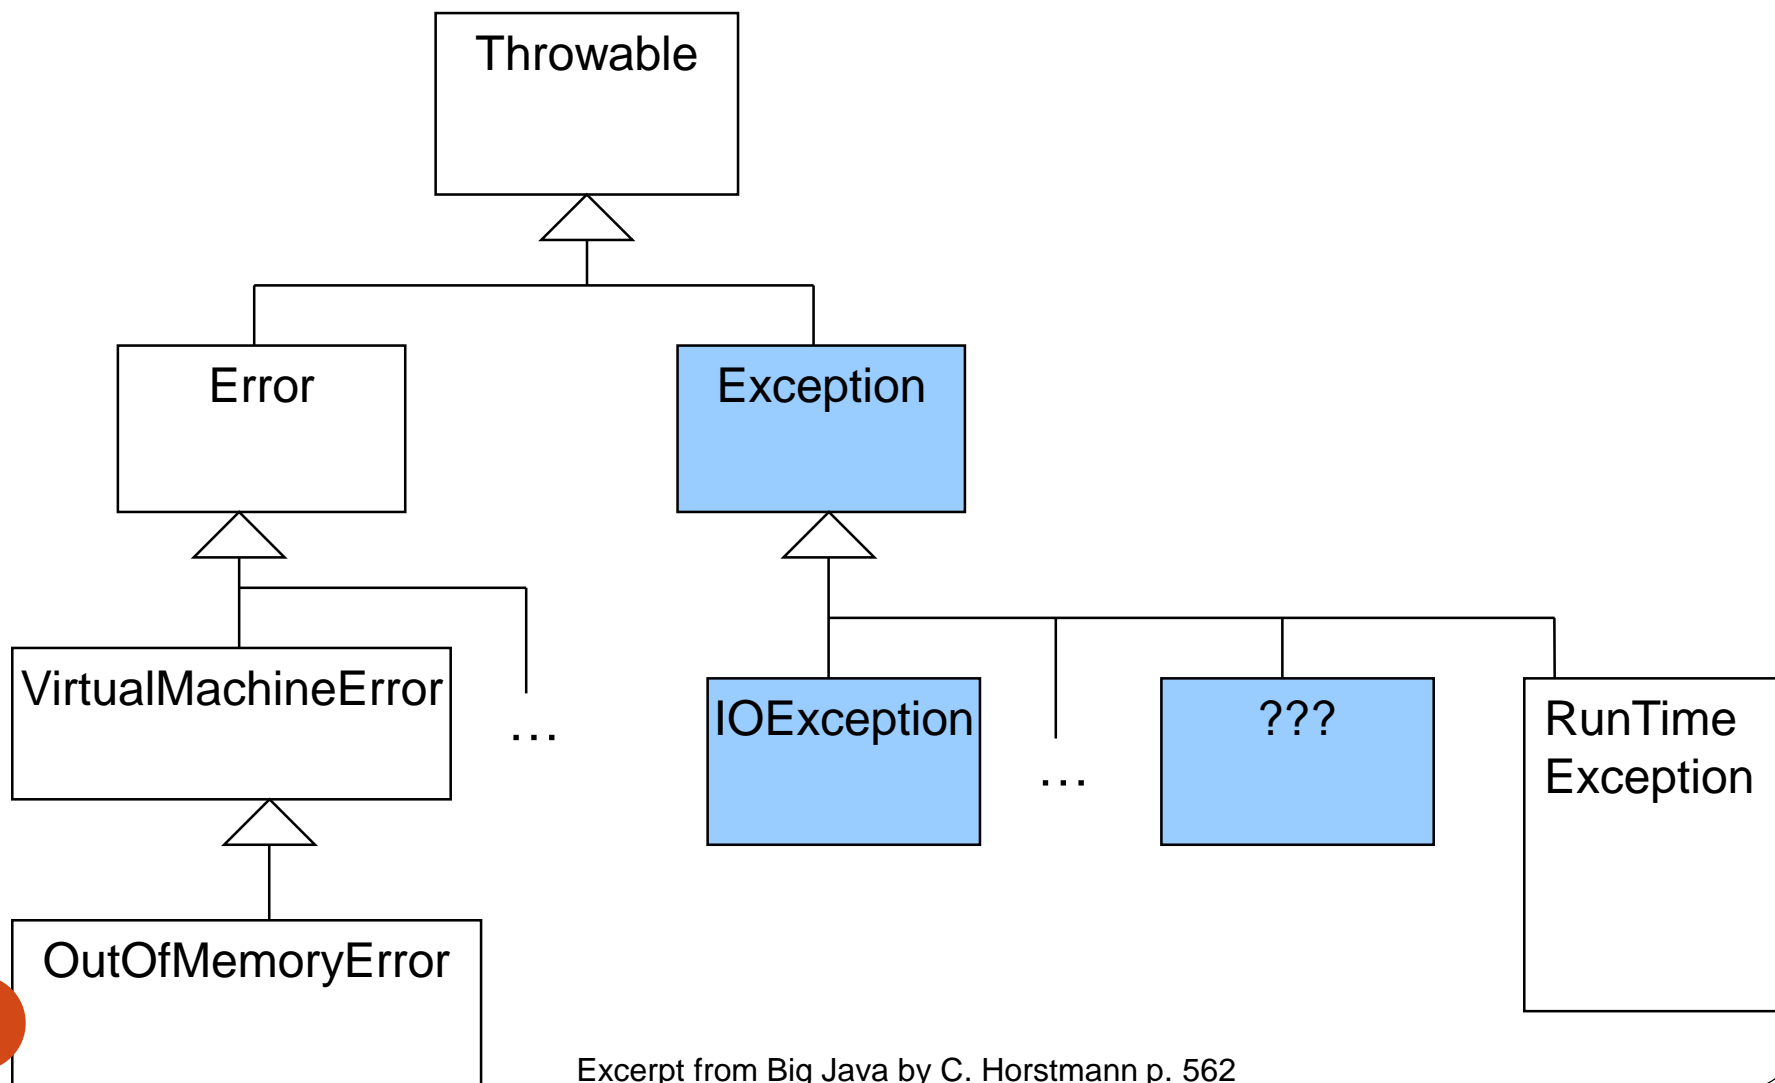 Throwable
Error
Exception
VirtualMachineError
…
IOException
…
???
RunTime
Exception
OutOfMemoryError
Excerpt from Big Java by C. Horstmann p. 562